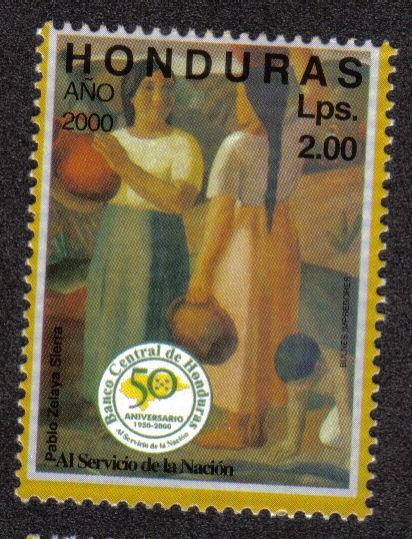 HONDURAS
AÑO
2000
Lps.
2.00
Pablo Zelaya Sierra
Banco Central de Honduras
50
ANIVERSARIO
1950-2000
Al Servicio de la Nación
Al Servicio de la Nación